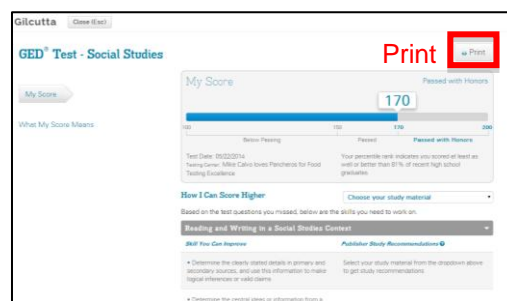 Gilcutta Close (Esc)
GED® Test - Social Studies
Print
Print
My Score
What My Score Means
My Score Passed with Honors
170
100 150 170 200
Below Passing Passed Passed with Honors
Test Date: 05/22/2014
Testing Center: Mike Calvo loves Pancheros for Food
Testing Excellence
Your percentile rank indicates you scored at least as
well or better than 81% of recent high school
graduates.
How I Can Score Higher Choose your study material
Based on the test questions you missed, below are the skills you need to work on.
Reading and Writing in a Social Studies Context
Skill You Can Improve Publisher Study Recommendations
• Determine the clearly stated details in primary and
secondary sources, and use this information to make
logical inferences or valid claims
Select your study material from the dropdown above
to get study recommendations
• Determine the central ideas or information from a